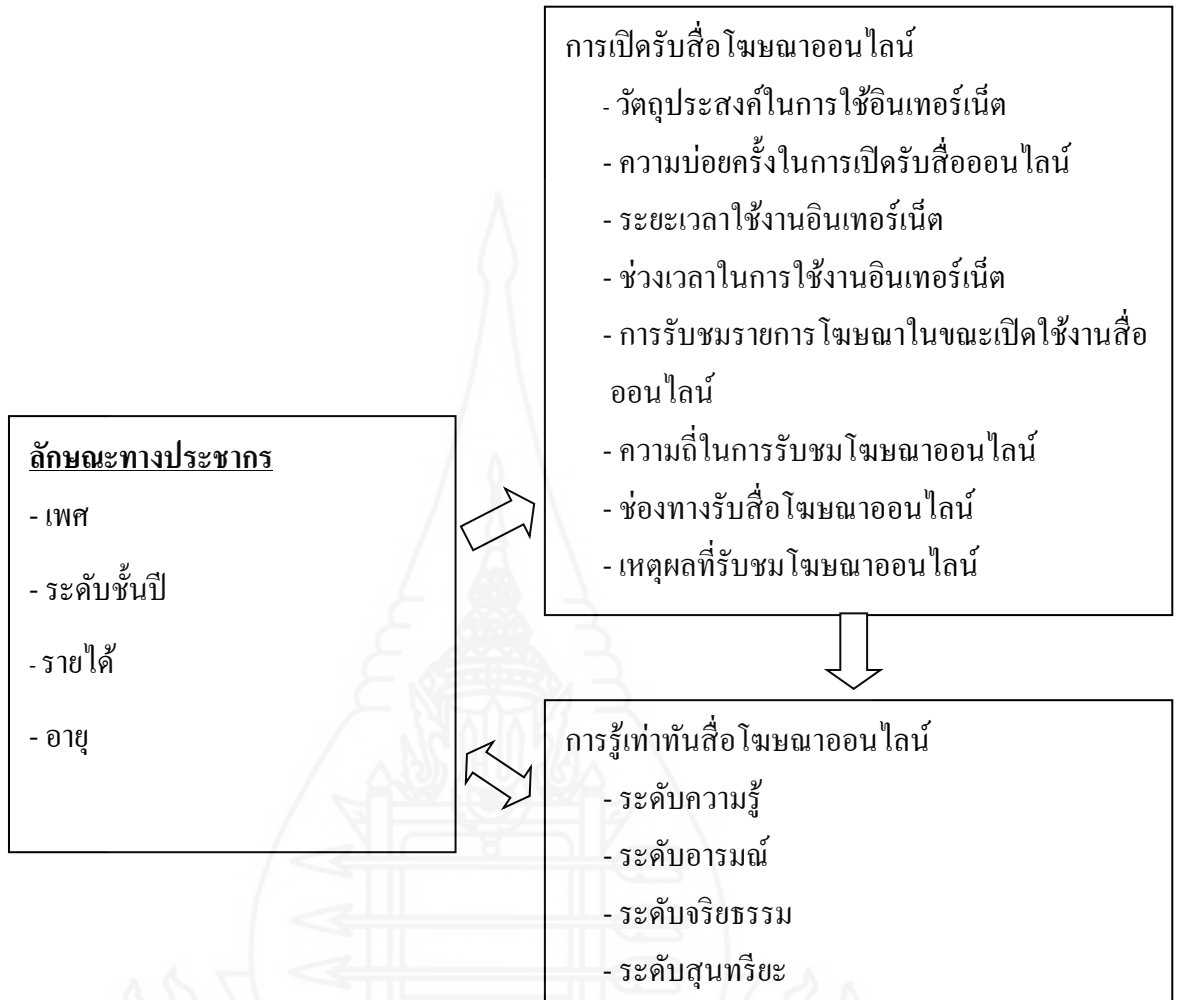 การเปิดรับสื่อโฆษณาออนไลน์
- วัตถุประสงค์ในการใช้อินเทอร์เน็ต
- ความบ่อยครั้งในการเปิดรับสื่อออนไลน์
- ระยะเวลาใช้งานอินเทอร์เน็ต
- ช่วงเวลาในการใช้งานอินเทอร์เน็ต
- การรับชมรายการโฆษณาในขณะเปิดใช้งานสื่อ
ออนไลน์
- ความถี่ในการรับชมโฆษณาออนไลน์
- ช่องทางรับสื่อโฆษณาออนไลน์
- เหตุผลที่รับชมโฆษณาออนไลน์
ลักษณะทางประชากร
- เพศ
- ระดับชั้นปี
- รายได้
- อายุ
การรู้เท่าทันสื่อโฆษณาออนไลน์
- ระดับความรู้
- ระดับอารมณ์
- ระดับจริยธรรม
- ระดับสุนทรียะ